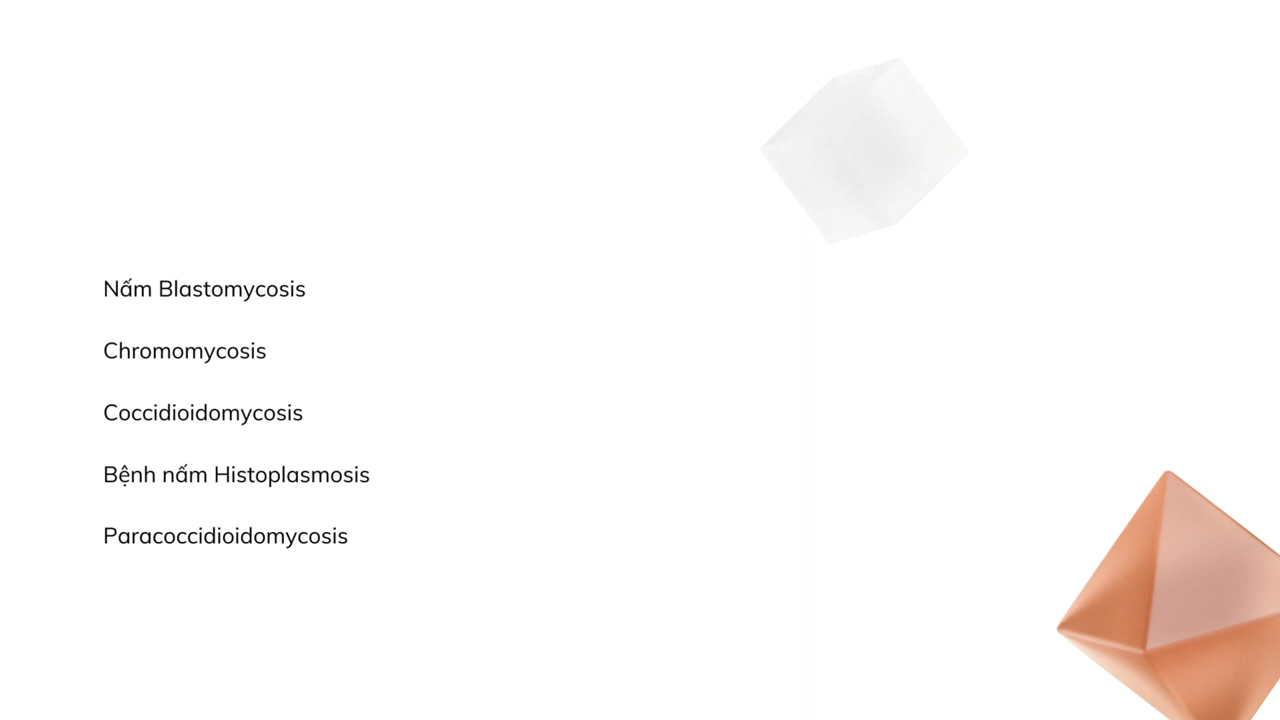 Nấm Blastomycosis
Chromomycosis
Coccidioidomycosis
Bệnh nấm Histoplasmosis
Paracoccidioidomycosis